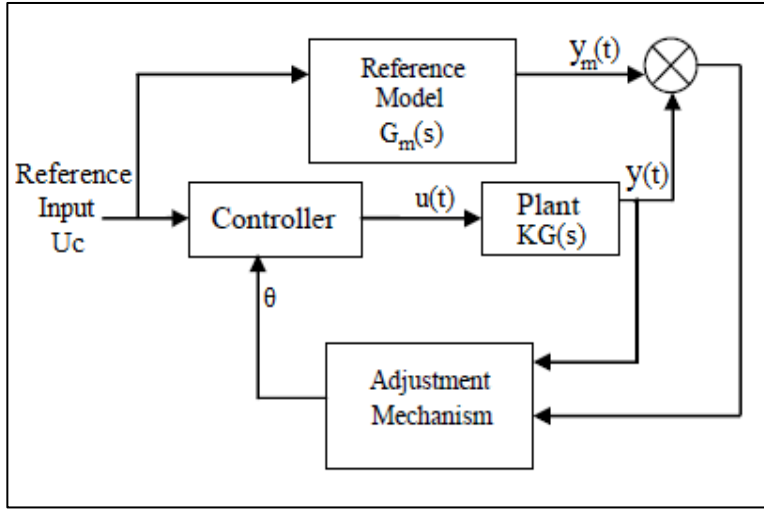 Reference
Model
G_m(s)
y_m(t)
Reference
Input
Uc
Controller
u(t)
Plant
KG(s)
y(t)
θ
Adjustment
Mechanism